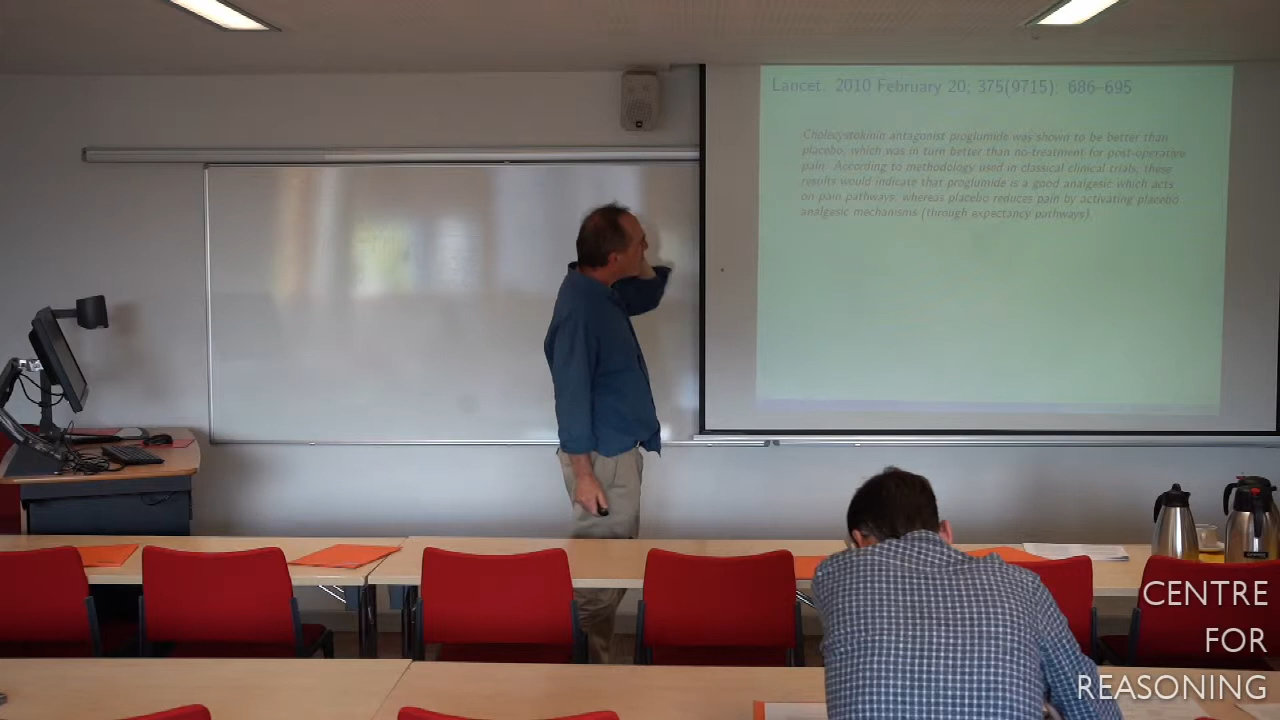 Lancet. 2010 February 20; 375(9715): 686–695
Cholecystokinin antagonist proglumide was shown to be better than
placebo, which was in turn better than no-treatment for post-operative
pain. According to methodology used in classical clinical trials, these
results would indicate that proglumide is a good analgesic which acts
on pain pathways, whereas placebo reduces pain by activating placebo
analgesic mechanisms (through expectancy pathways).
CENTRE
FOR
REASONING